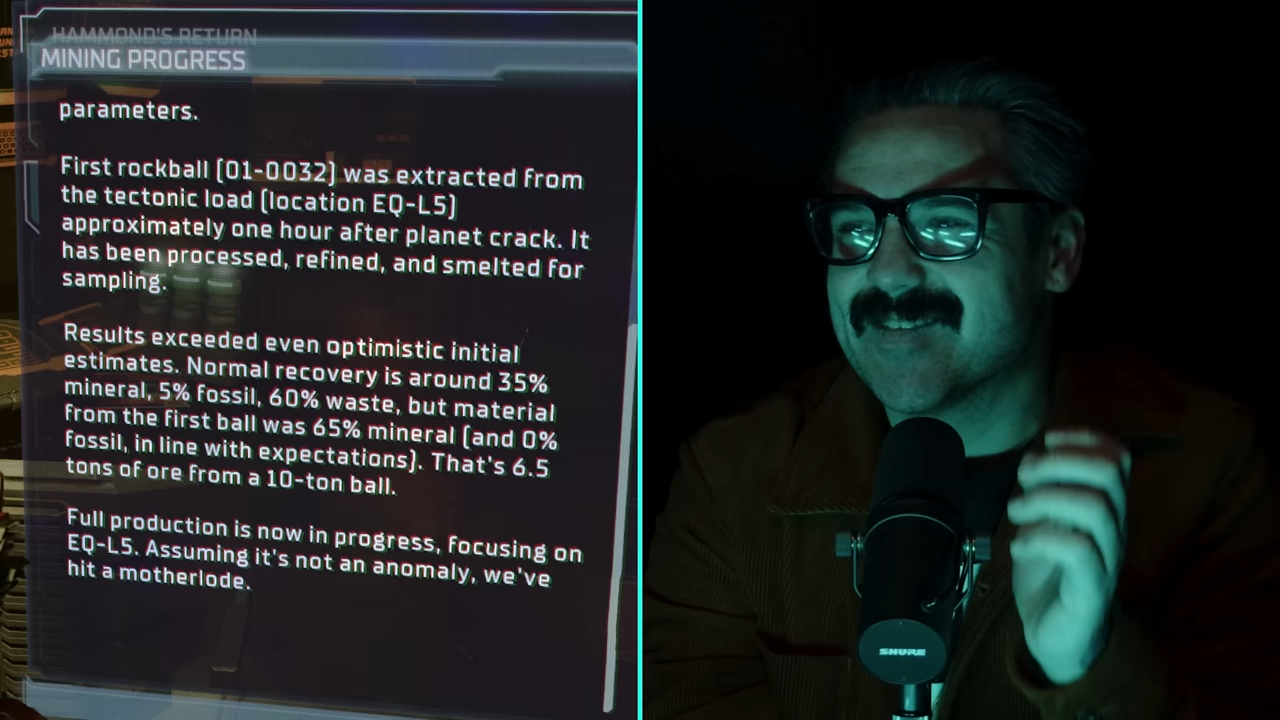 HAMMOND'S RETURN
MINING PROGRESS
parameters.
First rockball (01-0032) was extracted from
the tectonic load (location EQ-L5)
approximately one hour after planet crack. It
has been processed, refined, and smelted for
sampling.
Results exceeded even optimistic initial
estimates. Normal recovery is around 35%
mineral, 5% fossil, 60% waste, but material
from the first ball was 65% mineral (and 0%
fossil, in line with expectations). That's 6.5
tons of ore from a 10-ton ball.
Full production is now in progress, focusing on
EQ-L5. Assuming it's not an anomaly, we've
hit a motherlode.
SHURE